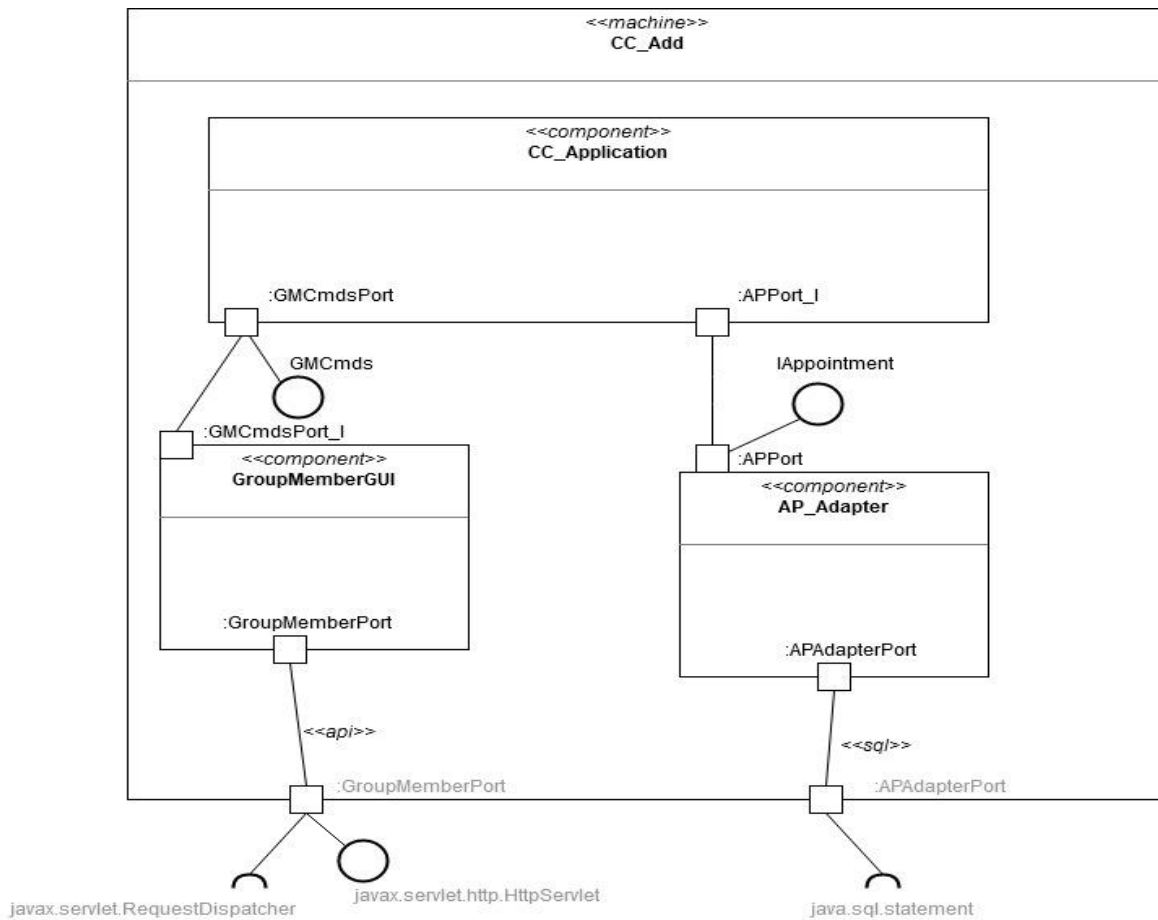 <<machine>>
CC_Add
<<component>>
CC_Application
:GMCmdsPort
:APPort_I
GMCmds
IAppointment
:GMCmdsPort_I
:APPort
<<component>>
GroupMemberGUI
<<component>>
AP_Adapter
:GroupMemberPort
:APAdapterPort
<<api>>
<<sql>>
:GroupMemberPort
:APAdapterPort
javax.servlet.RequestDispatcher
javax.servlet.http.HttpServlet
java.sql.statement